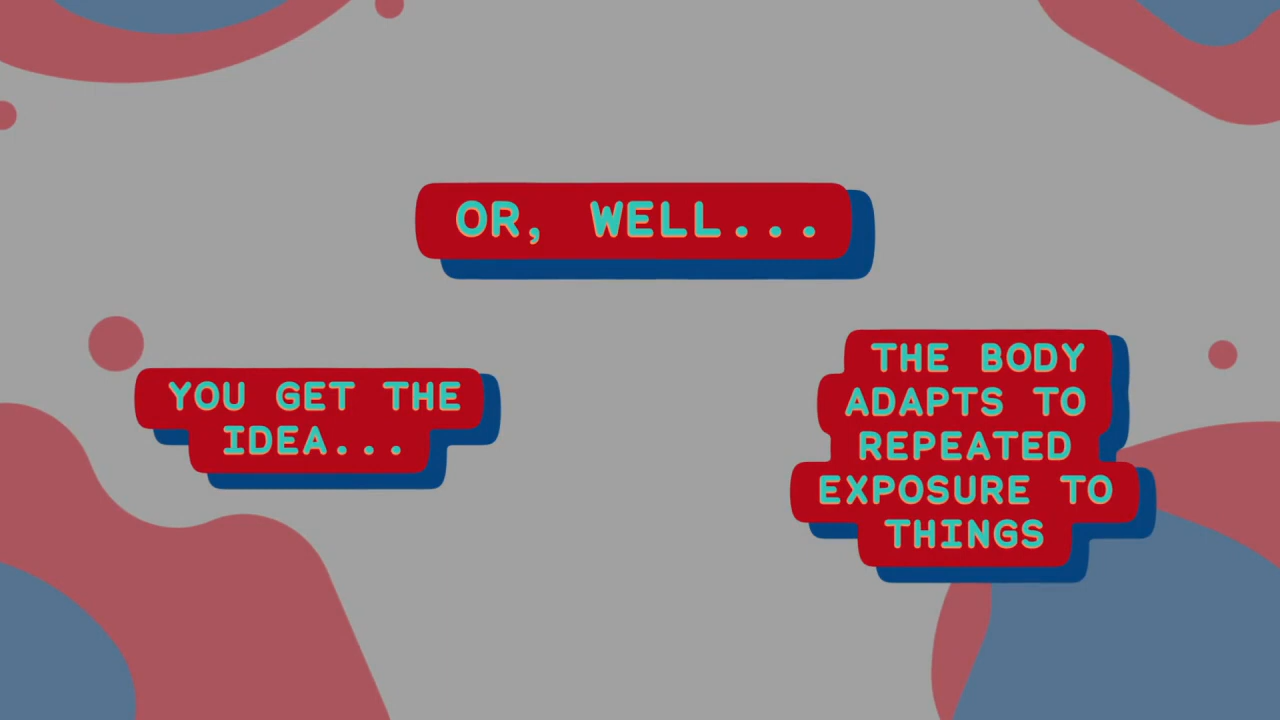 OR, WELL...
YOU GET THE
IDEA...
THE BODY
ADAPTS TO
REPEATED
EXPOSURE TO
THINGS